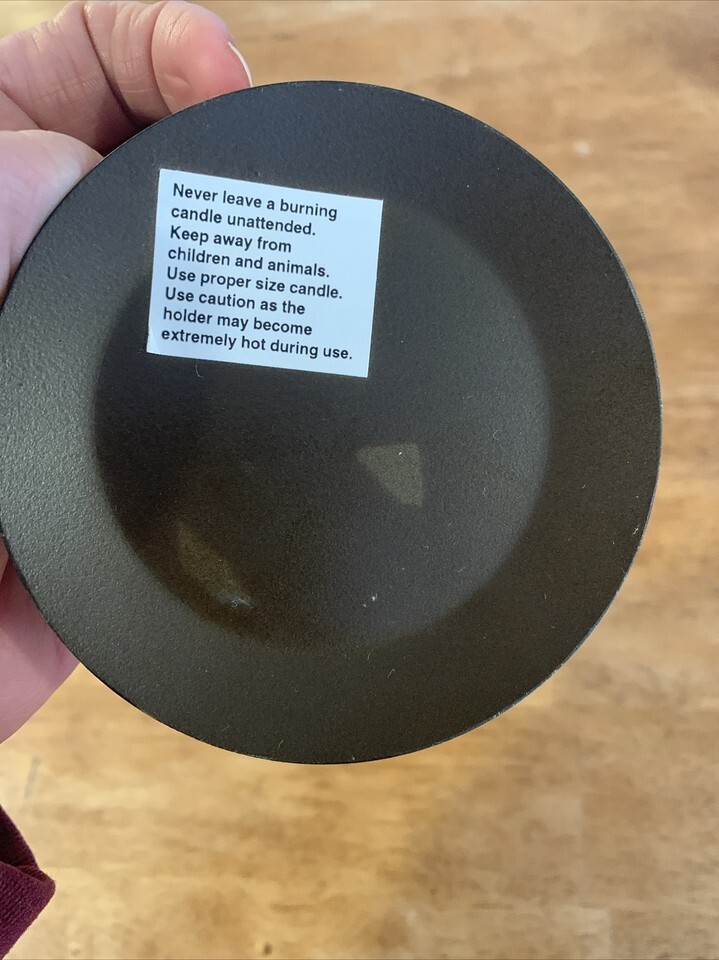 Never leave a burning
candle unattended.
Keep away from
children and animals.
Use proper size candle.
Use caution as the
holder may become
extremely hot during use.